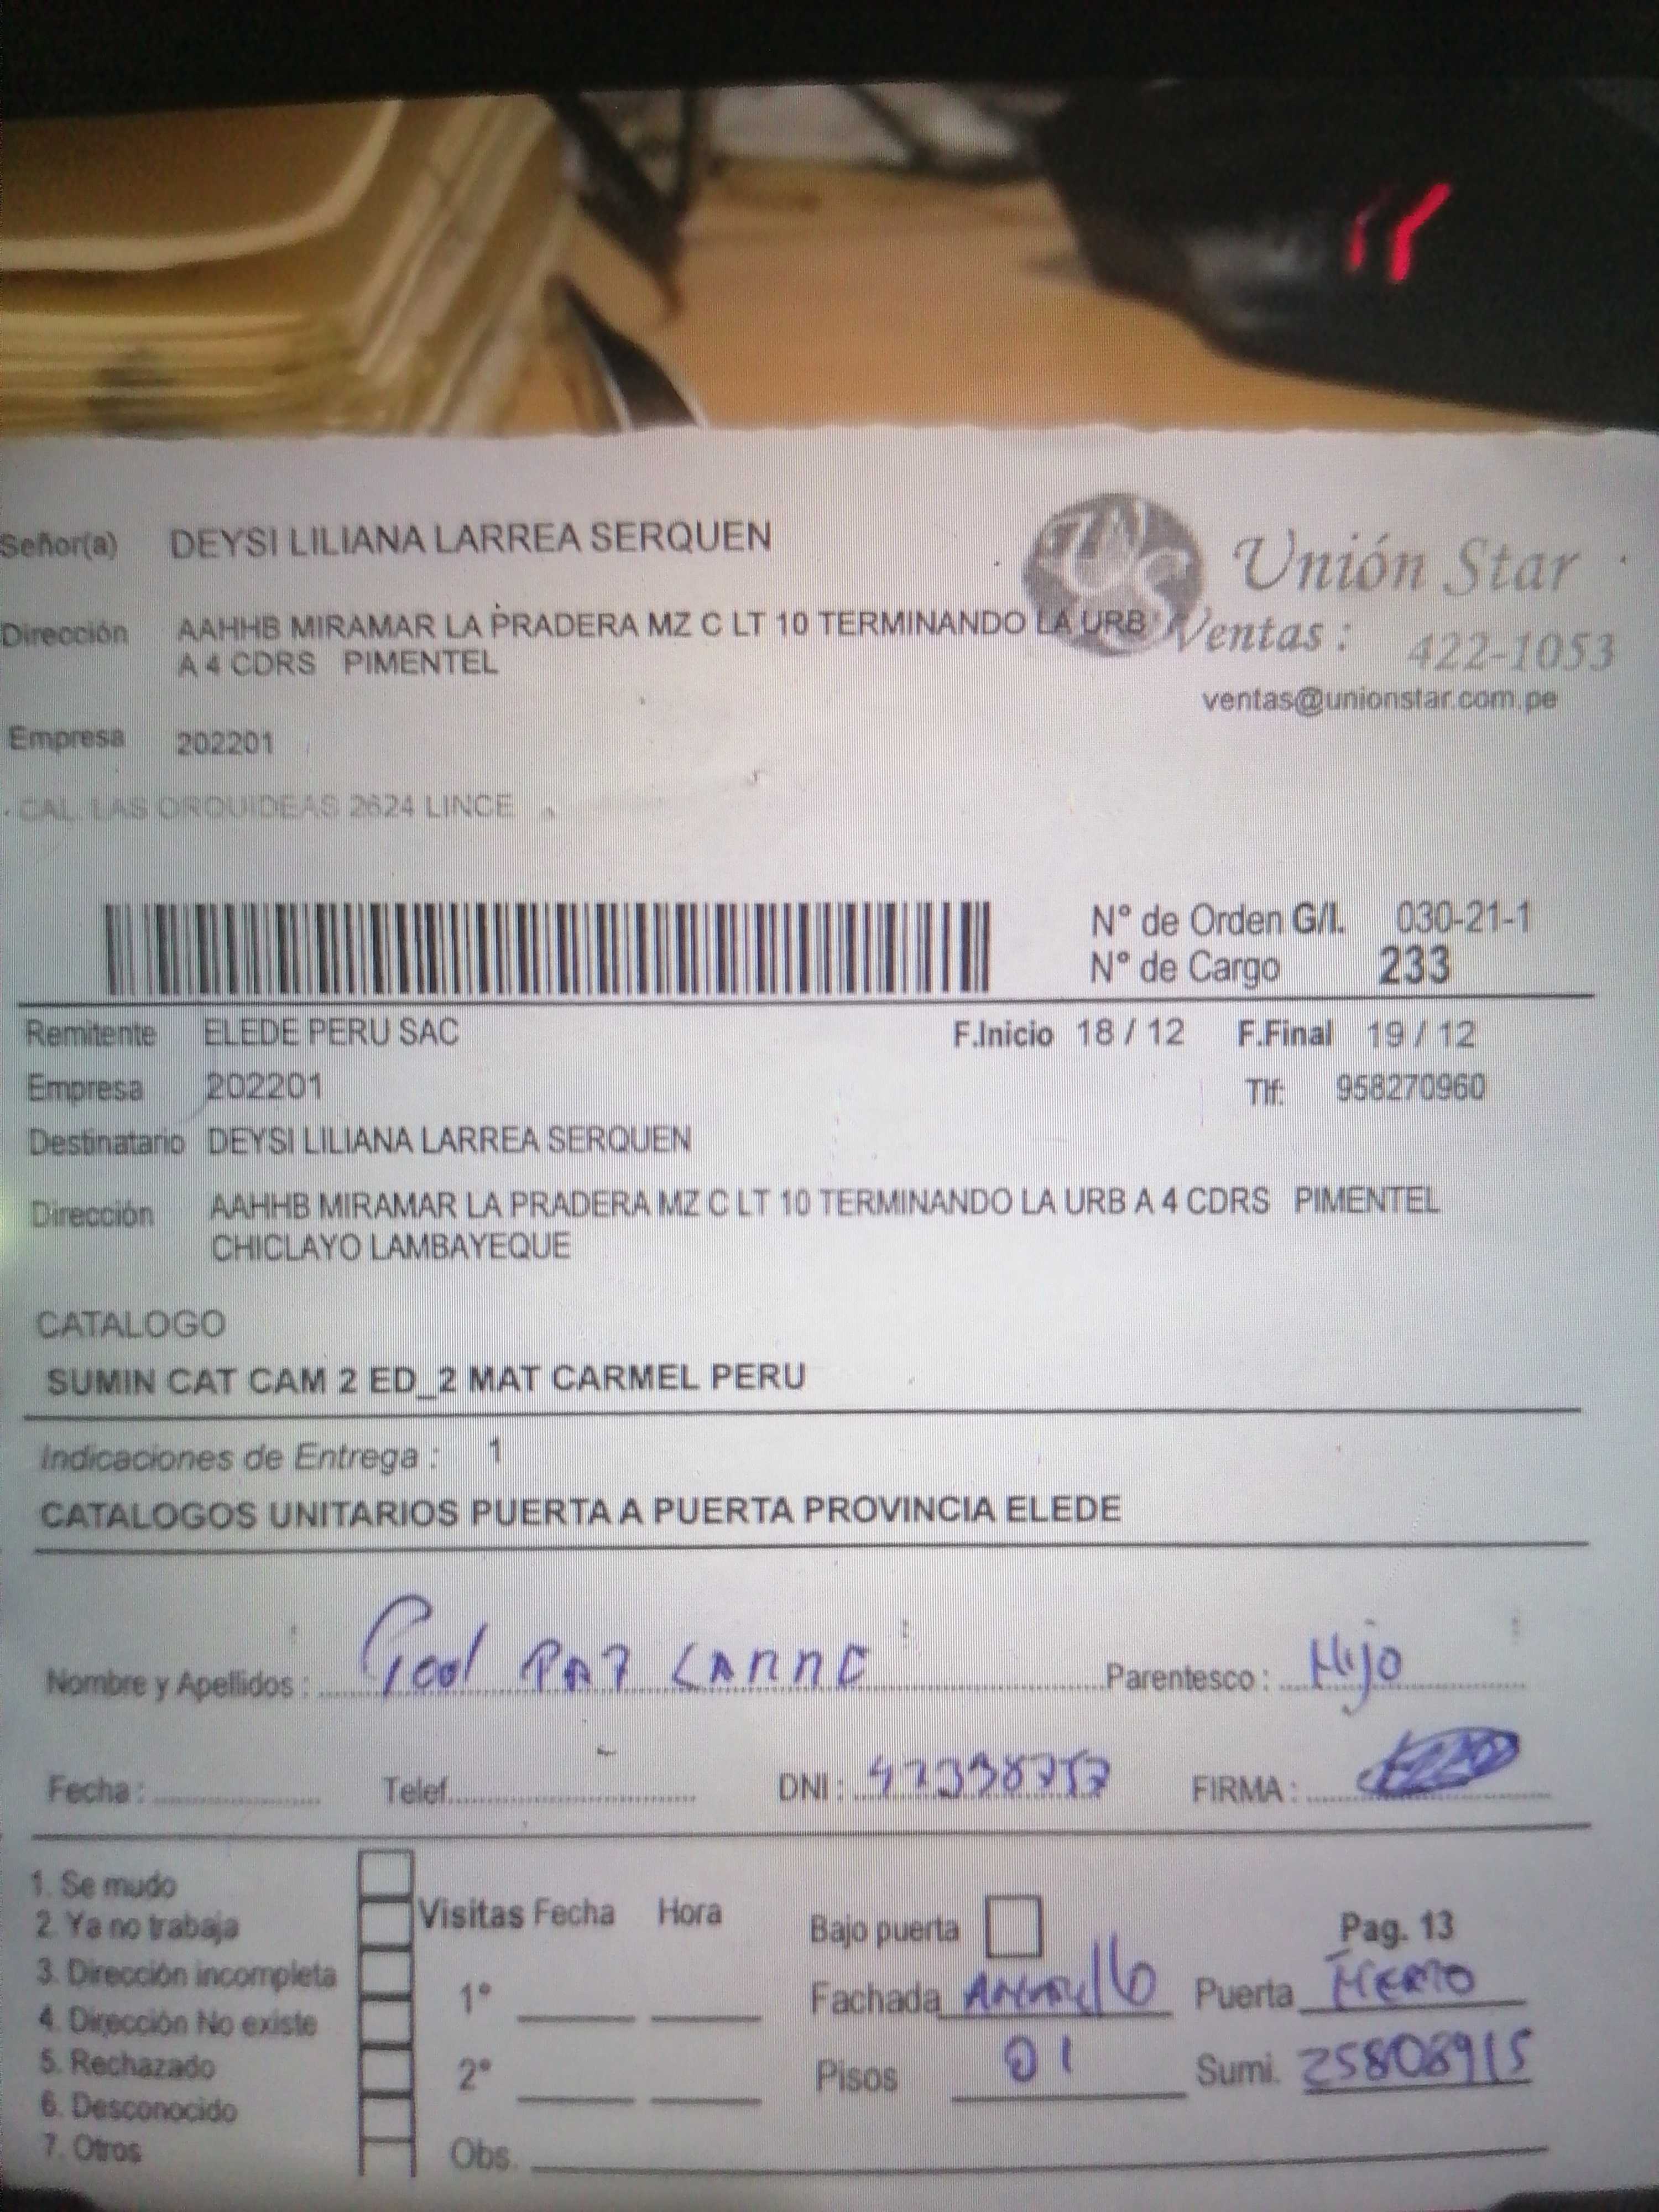 Señor(a) DEYSI LILIANA LARREA SERQUEN
Unión Star
Dirección AAHHB MIRAMAR LA PRADERA MZ C LT 10 TERMINANDO LA URB
A 4 CDRS PIMENTEL
Ventas : 422-1053
ventas@unionstar.com.pe
Empresa 202201
CAL. LAS ORQUIDEAS 2624 LINCE
N° de Orden G/I. 030-21-1
N° de Cargo 233
Remitente ELEDE PERU SAC F.Inicio 18 / 12 F.Final 19 / 12
Empresa 202201 Tlf: 958270960
Destinatario DEYSI LILIANA LARREA SERQUEN
Dirección AAHHB MIRAMAR LA PRADERA MZ C LT 10 TERMINANDO LA URB A 4 CDRS PIMENTEL
CHICLAYO LAMBAYEQUE
CATALOGO
SUMIN CAT CAM 2 ED_2 MAT CARMEL PERU
Indicaciones de Entrega : 1
CATALOGOS UNITARIOS PUERTA A PUERTA PROVINCIA ELEDE
Nombre y Apellidos : PAZ Parentesco : Hijo
Fecha : Telef. DNI : FIRMA :
1. Se mudo
2. Ya no trabaja
3. Dirección incompleta
4. Dirección No existe
5. Rechazado
6. Desconocido
7. Otros
Visitas Fecha Hora
1°
2°
Obs.
Bajo puerta Pag. 13
Fachada Puerta
Pisos 01 Sumi. 25808915